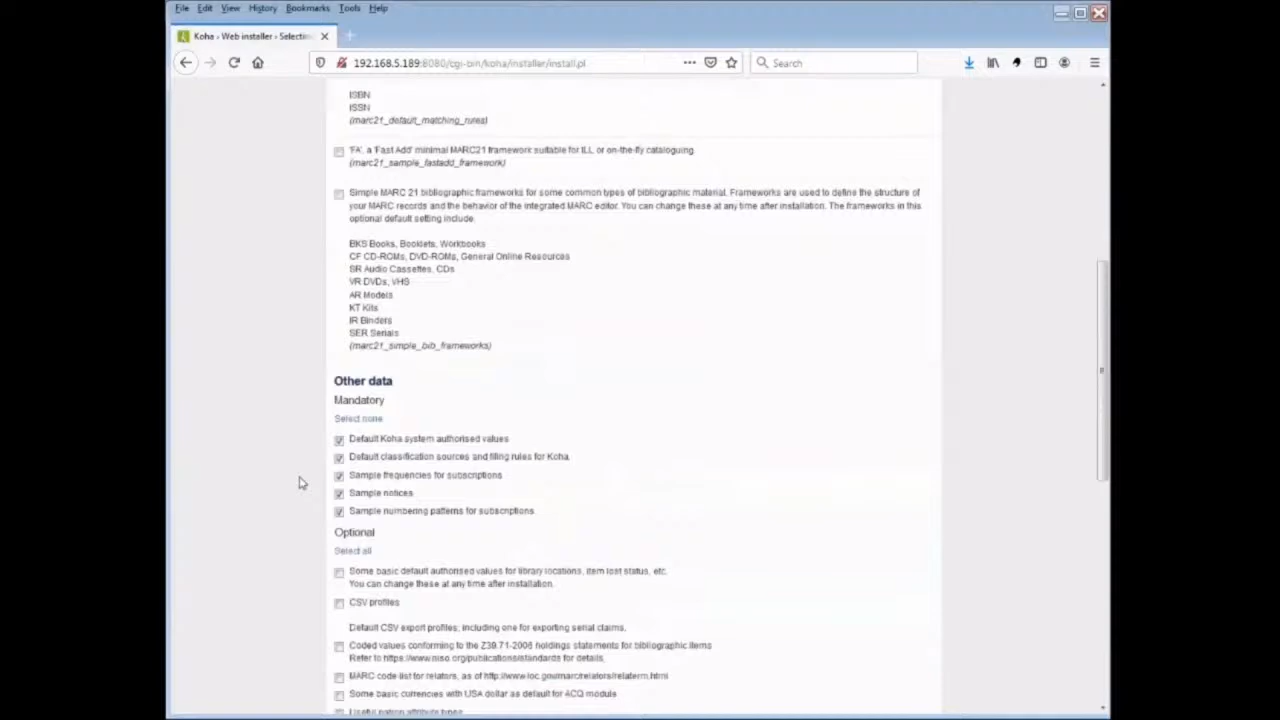 File Edit View History Bookmarks Tools Help
Koha › Web installer › Selectin
192.168.5.189:8080/cgi-bin/koha/installer/install.pl
Search
ISBN
ISSN
(marc21_default_matching_rules)
'FA', a 'Fast Add' minimal MARC21 framework suitable for ILL or on-the-fly cataloguing.
(marc21_sample_fastadd_framework)
Simple MARC 21 bibliographic frameworks for some common types of bibliographic material. Frameworks are used to define the structure of
your MARC records and the behavior of the integrated MARC editor. You can change these at any time after installation. The frameworks in this
optional default setting include:
BKS Books, Booklets, Workbooks
CF CD-ROMs, DVD-ROMs, General Online Resources
SR Audio Cassettes, CDs
VR DVDs, VHS
AR Models
KT Kits
IR Binders
SER Serials
(marc21_simple_bib_frameworks)
Other data
Mandatory
Select none
Default Koha system authorised values
Default classification sources and filing rules for Koha.
Sample frequencies for subscriptions
Sample notices
Sample numbering patterns for subscriptions.
Optional
Select all
Some basic default authorised values for library locations, item lost status, etc.
You can change these at any time after installation.
CSV profiles
Default CSV export profiles; including one for exporting serial claims.
Coded values conforming to the Z39.71-2006 holdings statements for bibliographic items
Refer to https://www.niso.org/publications/standards for details.
MARC code list for relators, as of http://www.loc.gov/marc/relators/relaterm.html
Some basic currencies with USA dollar as default for ACQ module
Useful patron attribute types